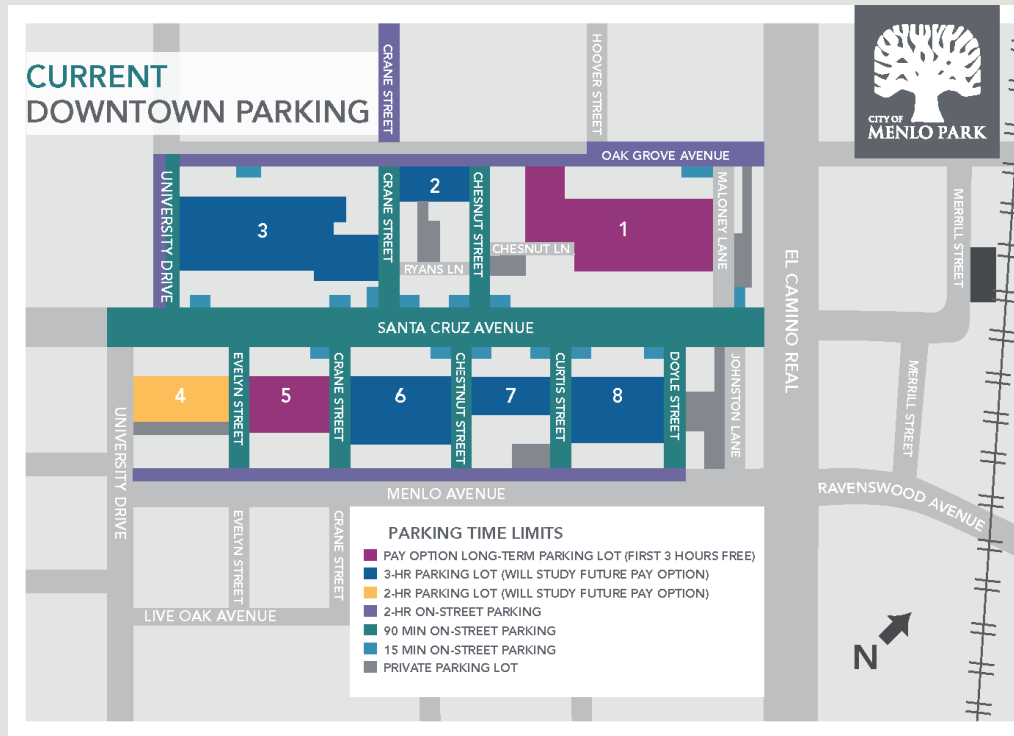 CURRENT
DOWNTOWN PARKING
CITY OF
MENLO PARK
CRANE STREET
HOOVER STREET
OAK GROVE AVENUE
UNIVERSITY DRIVE
CRANE STREET
2
CHESNUT STREET
3
1
MALONEY LANE
MERRILL STREET
CHESNUT LN
RYANS LN
EL CAMINO REAL
SANTA CRUZ AVENUE
UNIVERSITY DRIVE
4
EVELYN STREET
5
CRANE STREET
6
CHESTNUT STREET
7
CURTIS STREET
8
DOYLE STREET
JOHNSTON LANE
MERRILL STREET
MENLO AVENUE
RAVENSWOOD AVENUE
EVELYN STREET
CRANE STREET
LIVE OAK AVENUE
PARKING TIME LIMITS
PAY OPTION LONG-TERM PARKING LOT (FIRST 3 HOURS FREE)
3-HR PARKING LOT (WILL STUDY FUTURE PAY OPTION)
2-HR PARKING LOT (WILL STUDY FUTURE PAY OPTION)
2-HR ON-STREET PARKING
90 MIN ON-STREET PARKING
15 MIN ON-STREET PARKING
PRIVATE PARKING LOT
N